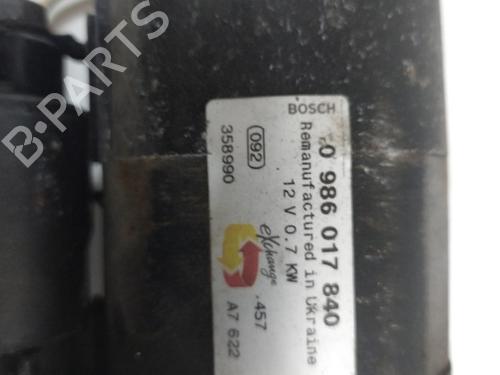 BOSCH
0 986 017 840
Remanufactured in Ukraine
12 V 0.7 KW
092
358990
eXchange
.457
A7 622
B-PARTS